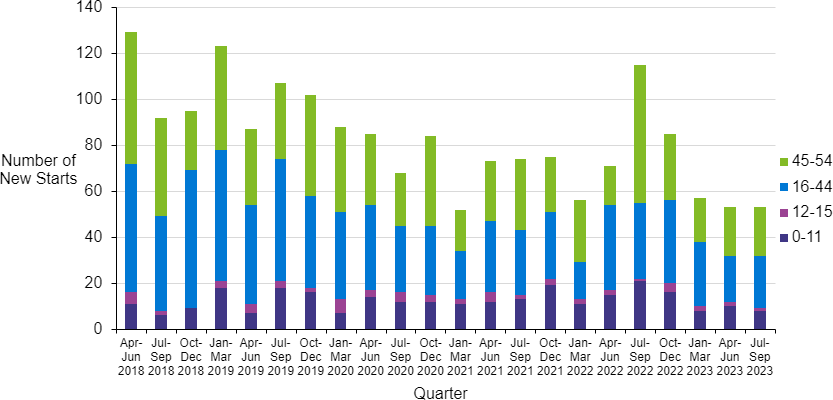 140
120
100
80
60
40
20
0
Number of
New Starts
45-54
16-44
12-15
0-11
Apr-
Jun
2018
Jul-
Sep
2018
Oct-
Dec
2018
Jan-
Mar
2019
Apr-
Jun
2019
Jul-
Sep
2019
Oct-
Dec
2019
Jan-
Mar
2020
Apr-
Jun
2020
Jul-
Sep
2020
Oct-
Dec
2020
Jan-
Mar
2021
Apr-
Jun
2021
Jul-
Sep
2021
Oct-
Dec
2021
Jan-
Mar
2022
Apr-
Jun
2022
Jul-
Sep
2022
Oct-
Dec
2022
Jan-
Mar
2023
Apr-
Jun
2023
Jul-
Sep
2023
Quarter